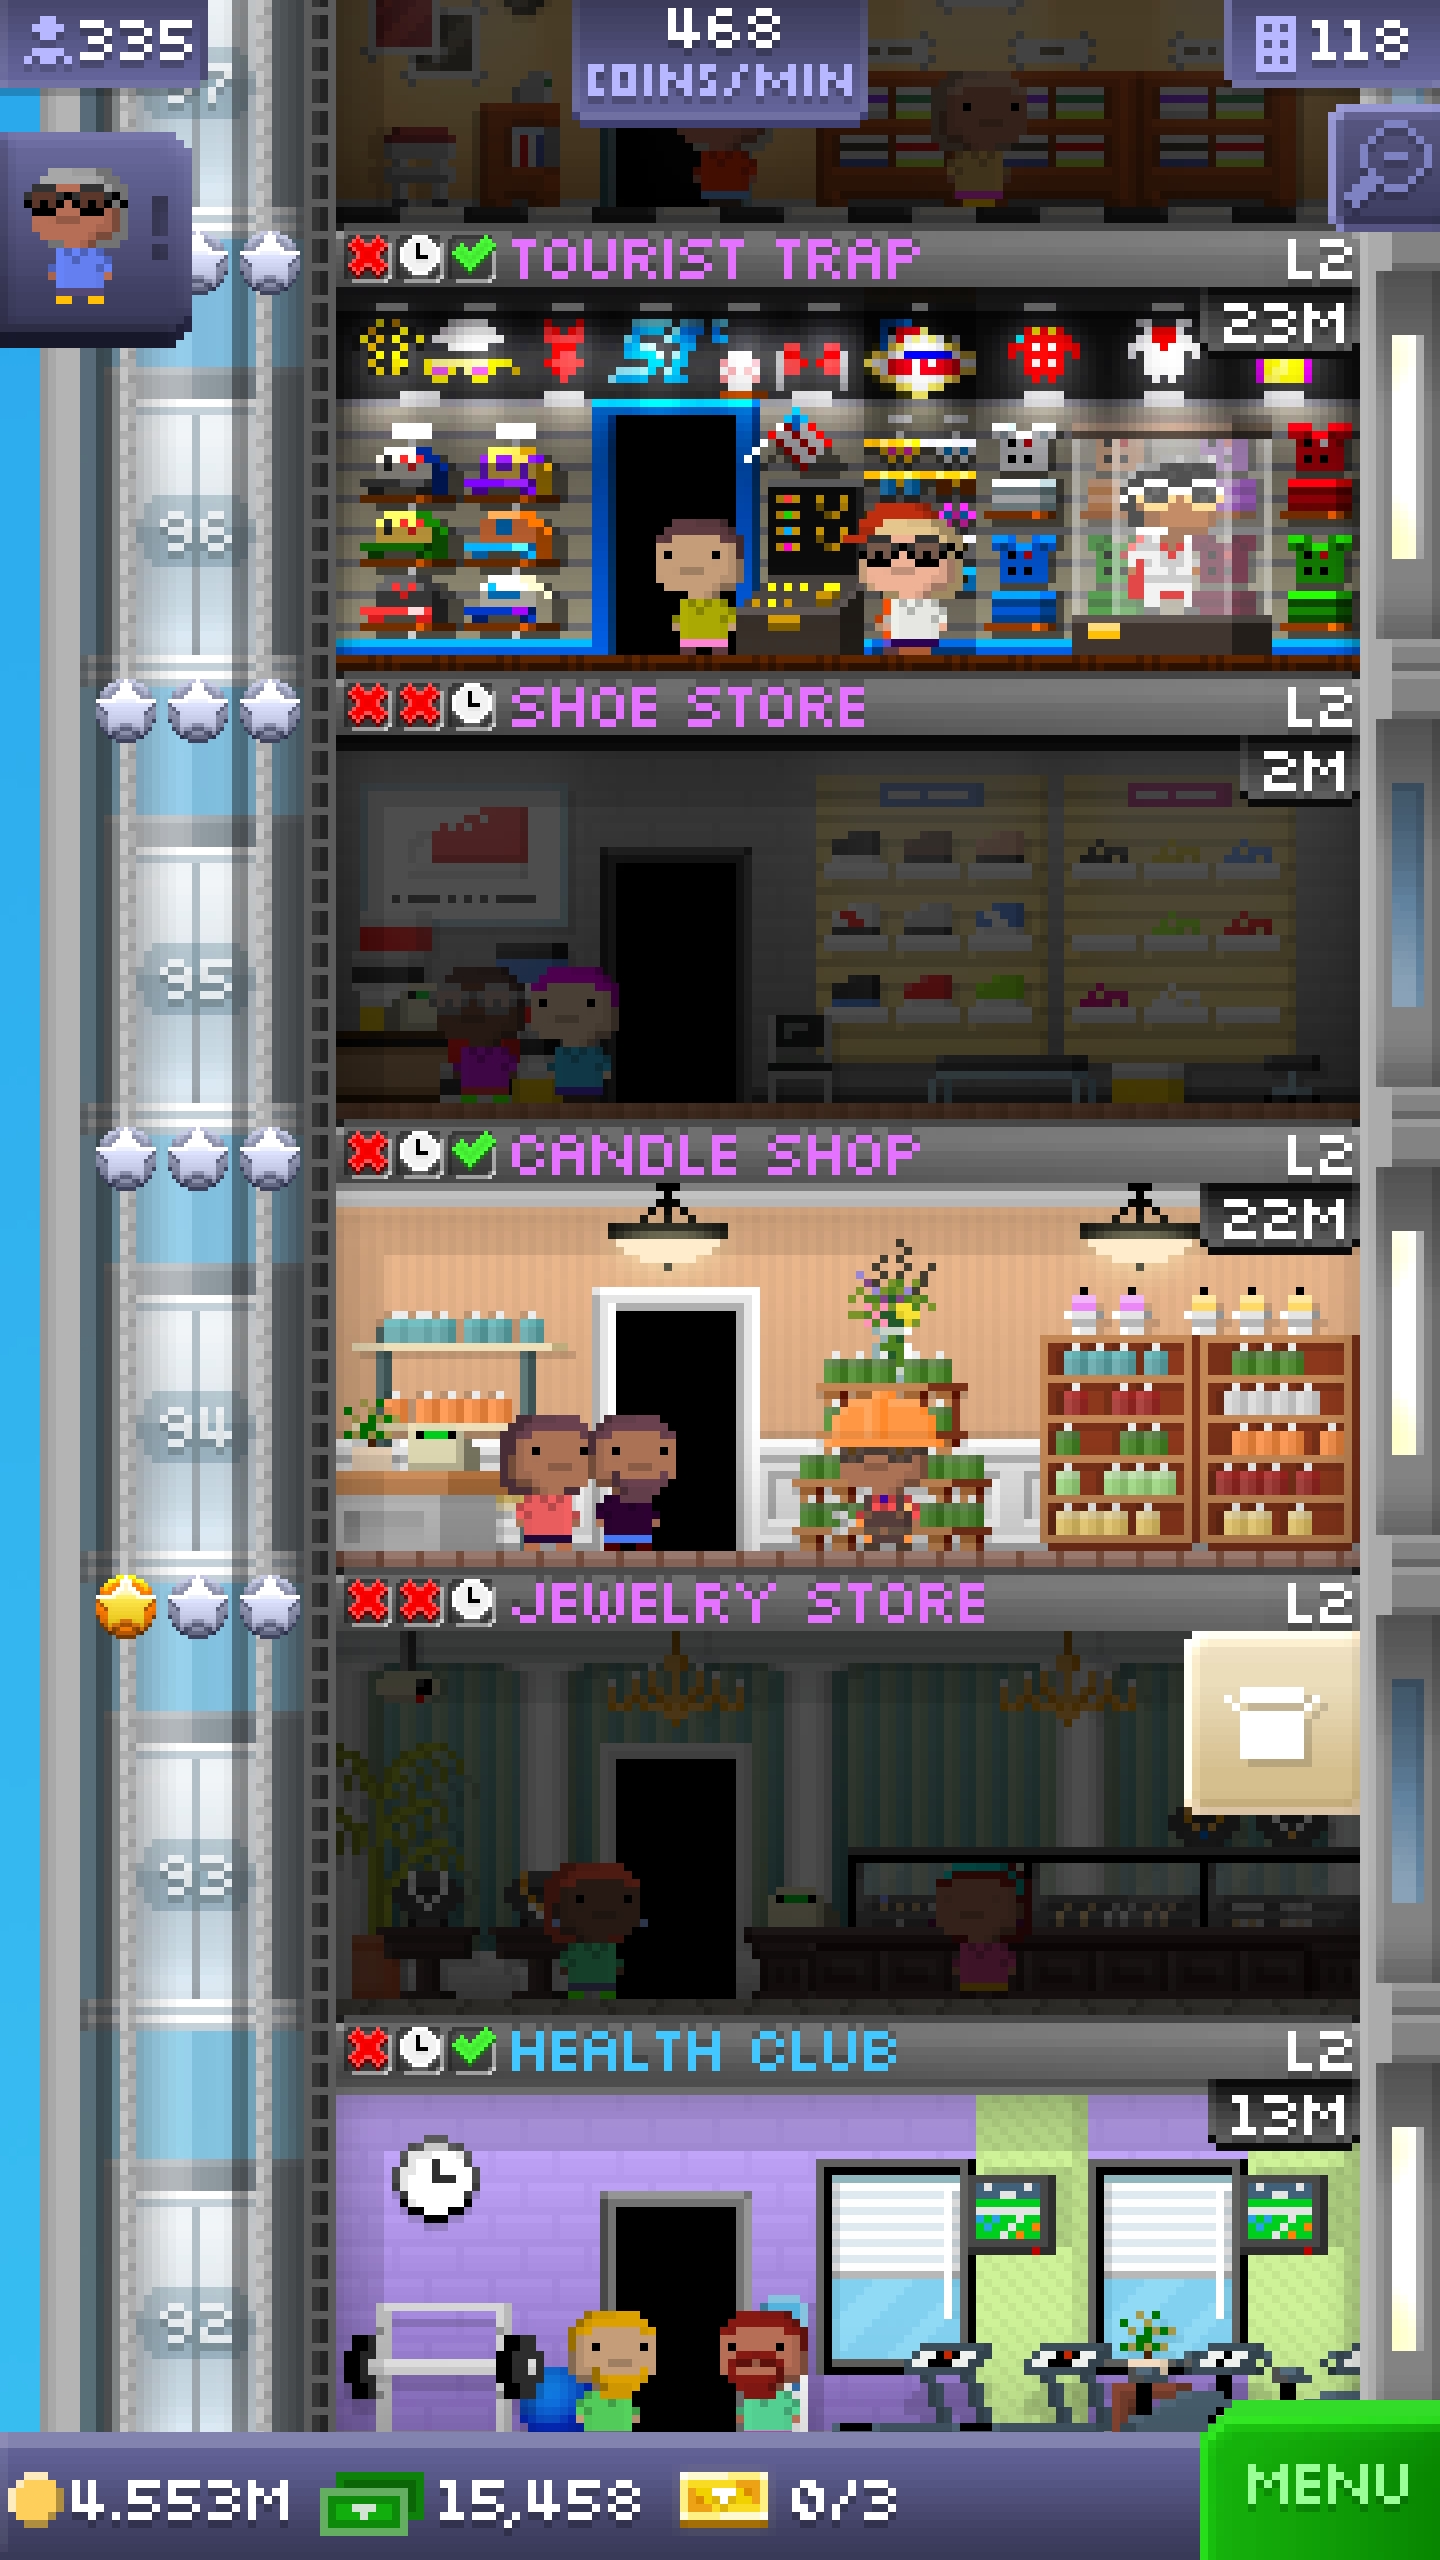 335
468
COINS/MIN
118
97
TOURIST TRAP
L2
23M
96
SHOE STORE
L2
2M
95
CANDLE SHOP
L2
22M
94
JEWELRY STORE
L2
93
HEALTH CLUB
L2
13M
92
4.553M
15,458
0/3
MENU